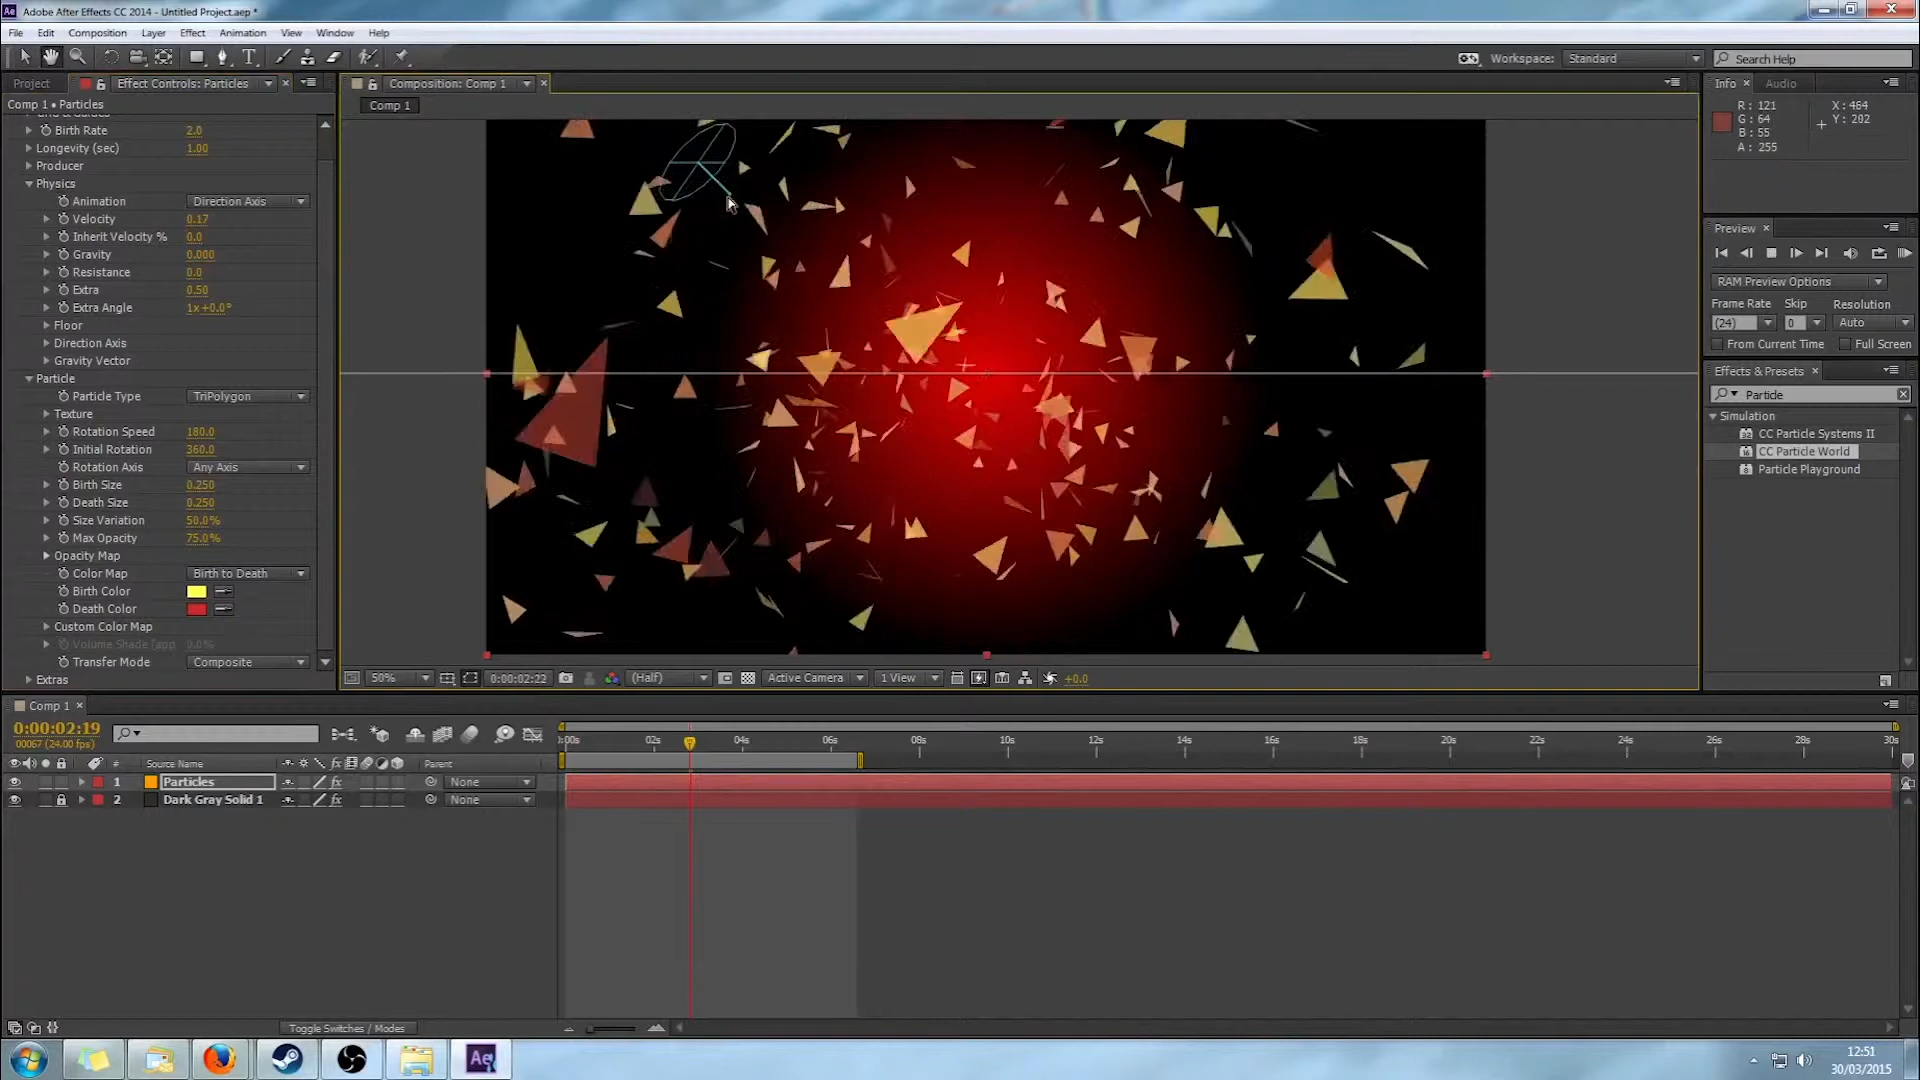 Adobe After Effects CC 2014 - Untitled Project.aep *
File Edit Composition Layer Effect Animation View Window Help
Workspace: Standard
Search Help
Project Effect Controls: Particles
Comp 1 • Particles
Birth Rate 2.0
Longevity (sec) 1.00
Producer
Physics
Animation Direction Axis
Velocity 0.17
Inherit Velocity % 0.0
Gravity 0.000
Resistance 0.0
Extra 0.50
Extra Angle 1x+0.0°
Floor
Direction Axis
Gravity Vector
Particle
Particle Type TriPolygon
Texture
Rotation Speed 180.0
Initial Rotation 360.0
Rotation Axis Any Axis
Birth Size 0.250
Death Size 0.250
Size Variation 50.0%
Max Opacity 75.0%
Opacity Map
Color Map Birth to Death
Birth Color
Death Color
Custom Color Map
Volume Shade (app 0.0%
Transfer Mode Composite
Extras
Composition: Comp 1
Comp 1
50% 0:00:02:22 (Half) Active Camera 1 View +0.0
Info Audio
R: 121 X: 464
G: 64 Y: 202
B: 55
A: 255
Preview
RAM Preview Options
Frame Rate Skip Resolution
(24) 0 Auto
From Current Time Full Screen
Effects & Presets
Particle
Simulation
CC Particle Systems II
CC Particle World
Particle Playground
Comp 1
0:00:02:19
00067 (24.00 fps)
# Source Name Parent
1 Particles None
2 Dark Gray Solid 1 None
:00s 02s 04s 06s 08s 10s 12s 14s 16s 18s 20s 22s 24s 26s 28s 30s
Toggle Switches / Modes
12:51
30/03/2015